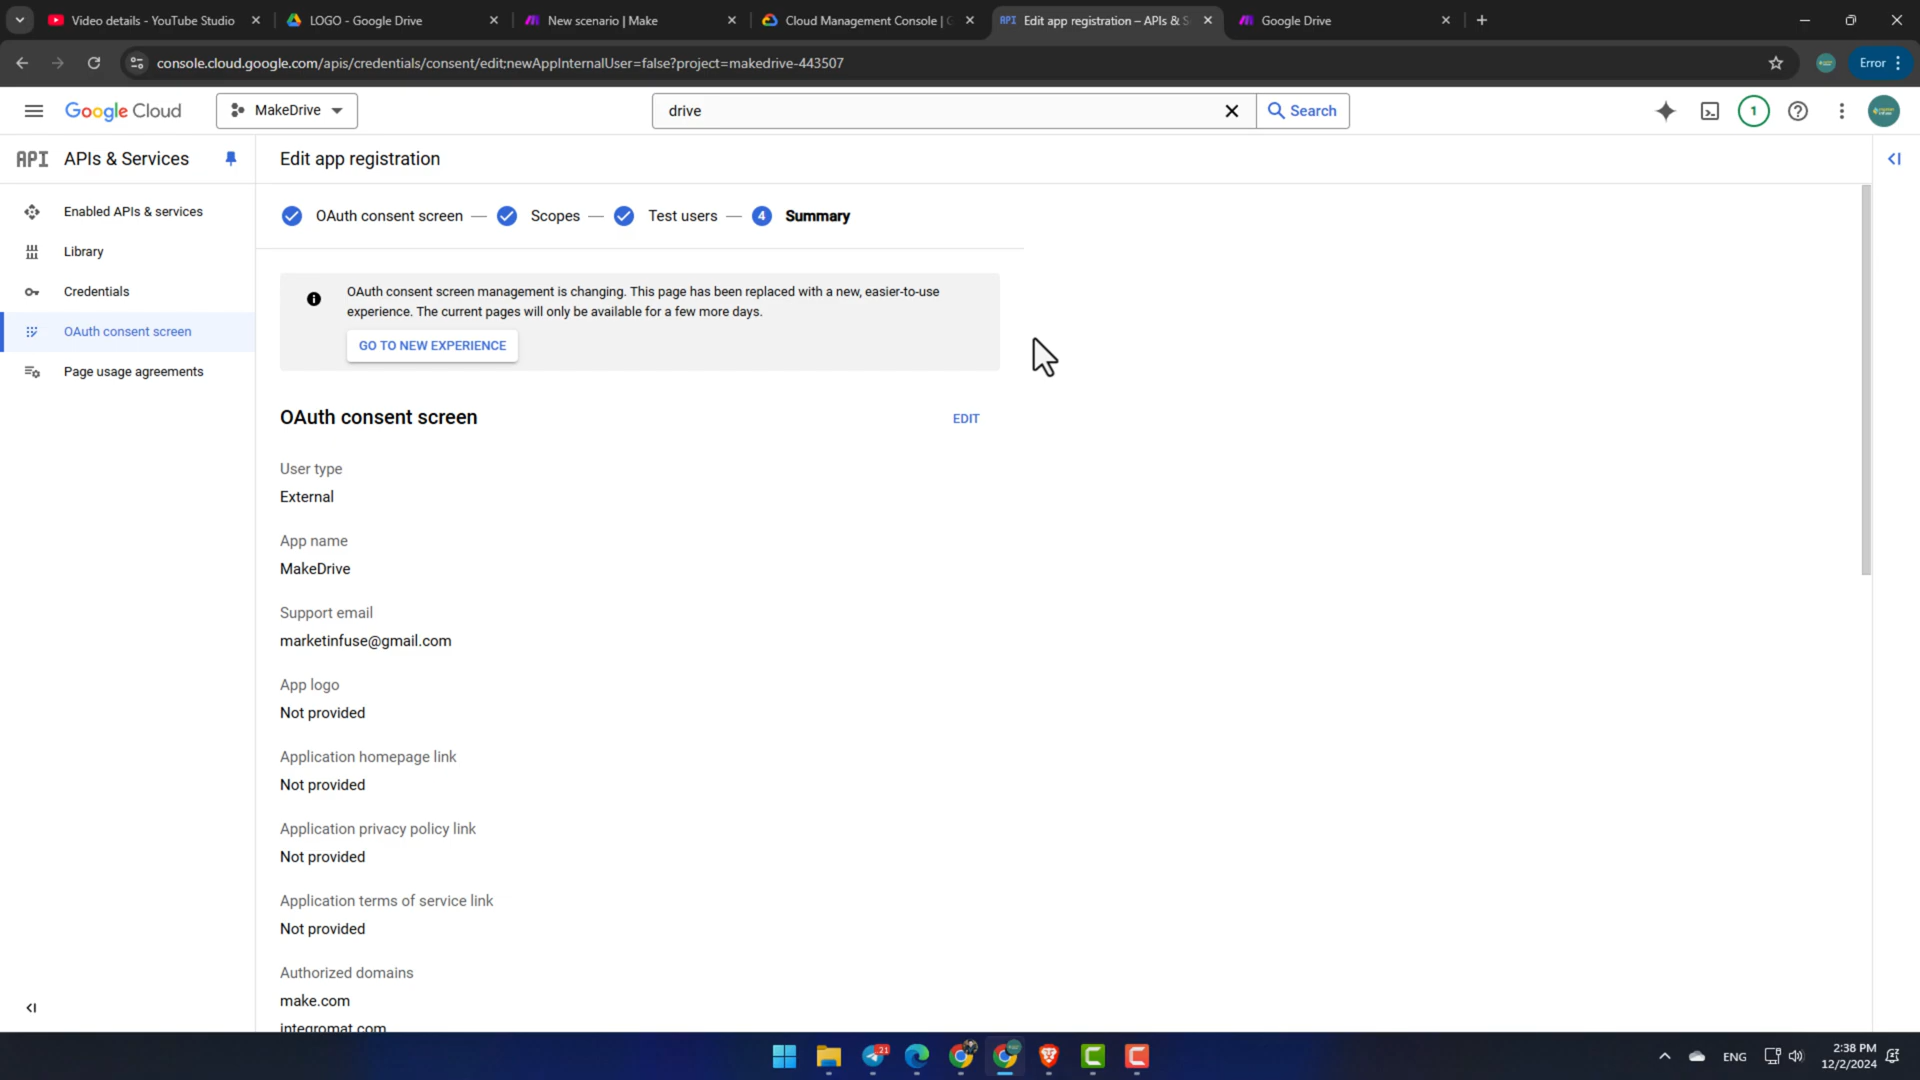 Video details - YouTube Studio
LOGO - Google Drive
New scenario | Make
Cloud Management Console | G
API Edit app registration – APIs & S
Google Drive
console.cloud.google.com/apis/credentials/consent/edit;newAppInternalUser=false?project=makedrive-443507
Error
Google Cloud
MakeDrive
drive
Search
1
API APIs & Services
Edit app registration
Enabled APIs & services
Library
Credentials
OAuth consent screen
Page usage agreements
OAuth consent screen — Scopes — Test users — 4 Summary
OAuth consent screen management is changing. This page has been replaced with a new, easier-to-use
experience. The current pages will only be available for a few more days.
GO TO NEW EXPERIENCE
OAuth consent screen
EDIT
User type
External
App name
MakeDrive
Support email
marketinfuse@gmail.com
App logo
Not provided
Application homepage link
Not provided
Application privacy policy link
Not provided
Application terms of service link
Not provided
Authorized domains
make.com
integromat.com
21
ENG
2:38 PM
12/2/2024